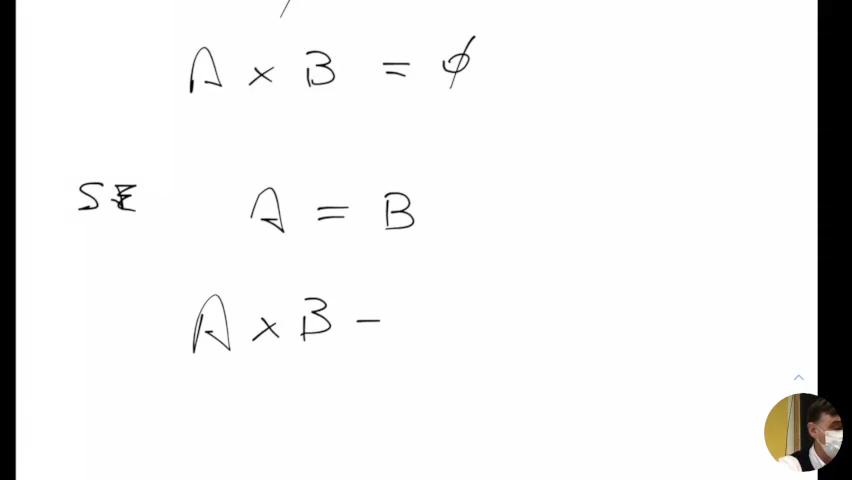 A × B = ∅
SE A = B
A × B -